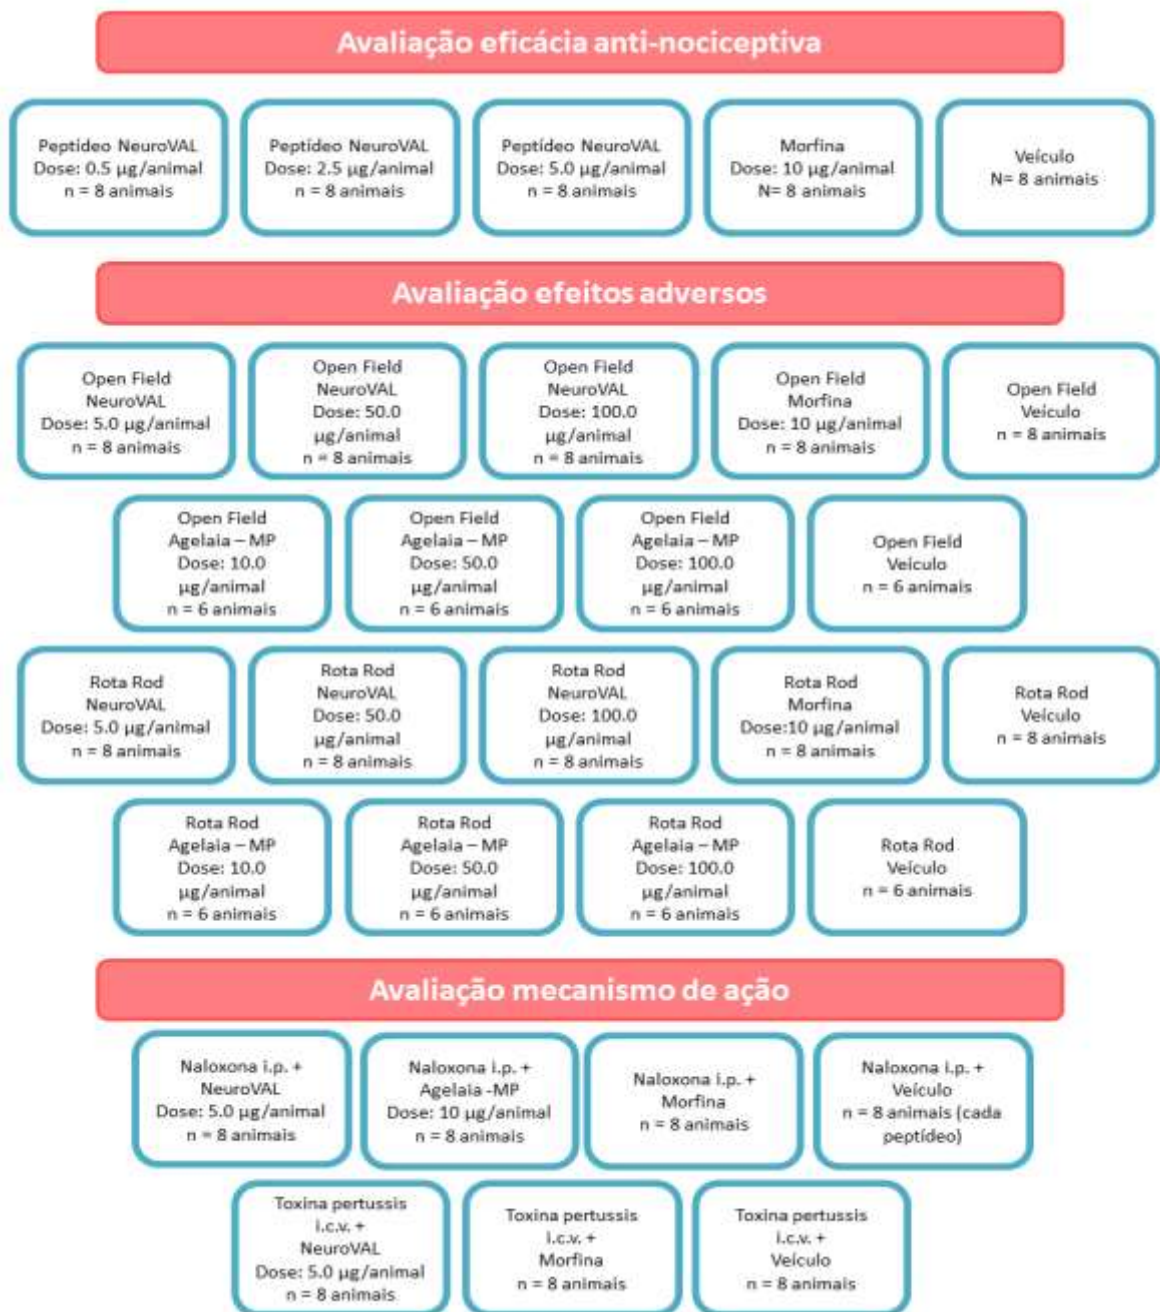 Avaliação eficácia anti-nociceptiva
Peptídeo NeuroVAL
Dose: 0.5 µg/animal
n = 8 animais
Peptídeo NeuroVAL
Dose: 2.5 µg/animal
n = 8 animais
Peptídeo NeuroVAL
Dose: 5.0 µg/animal
n = 8 animais
Morfina
Dose: 10 µg/animal
N= 8 animais
Veículo
N= 8 animais
Avaliação efeitos adversos
Open Field
NeuroVAL
Dose: 5.0 µg/animal
n = 8 animais
Open Field
NeuroVAL
Dose: 50.0
µg/animal
n = 8 animais
Open Field
NeuroVAL
Dose: 100.0
µg/animal
n = 8 animais
Open Field
Morfina
Dose: 10 µg/animal
n = 8 animais
Open Field
Veículo
n = 8 animais
Open Field
Agelaia – MP
Dose: 10.0
µg/animal
n = 6 animais
Open Field
Agelaia – MP
Dose: 50.0
µg/animal
n = 6 animais
Open Field
Agelaia – MP
Dose: 100.0
µg/animal
n = 6 animais
Open Field
Veículo
n = 6 animais
Rota Rod
NeuroVAL
Dose: 5.0 µg/animal
n = 8 animais
Rota Rod
NeuroVAL
Dose: 50.0
µg/animal
n = 8 animais
Rota Rod
NeuroVAL
Dose: 100.0
µg/animal
n = 8 animais
Rota Rod
Morfina
Dose:10 µg/animal
n = 8 animais
Rota Rod
Veículo
n = 8 animais
Rota Rod
Agelaia – MP
Dose: 10.0
µg/animal
n = 6 animais
Rota Rod
Agelaia – MP
Dose: 50.0
µg/animal
n = 6 animais
Rota Rod
Agelaia – MP
Dose: 100.0
µg/animal
n = 6 animais
Rota Rod
Veículo
n = 6 animais
Avaliação mecanismo de ação
Naloxona i.p. +
NeuroVAL
Dose: 5.0 µg/animal
n = 8 animais
Naloxona i.p. +
Agelaia -MP
Dose: 10 µg/animal
n = 8 animais
Naloxona i.p. +
Morfina
n = 8 animais
Naloxona i.p. +
Veículo
n = 8 animais (cada
peptídeo)
Toxina pertussis
i.c.v. +
NeuroVAL
Dose: 5.0 µg/animal
n = 8 animais
Toxina pertussis
i.c.v. +
Morfina
n = 8 animais
Toxina pertussis
i.c.v. +
Veículo
n = 8 animais